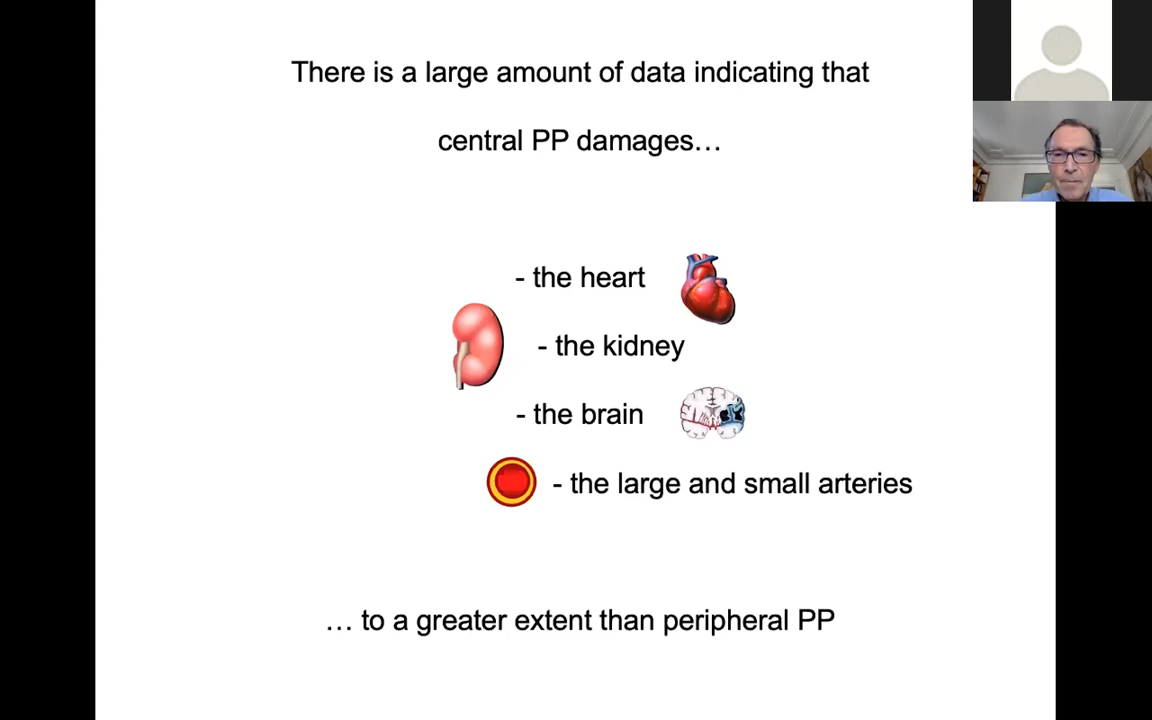 There is a large amount of data indicating that
central PP damages…
- the heart
- the kidney
- the brain
- the large and small arteries
… to a greater extent than peripheral PP